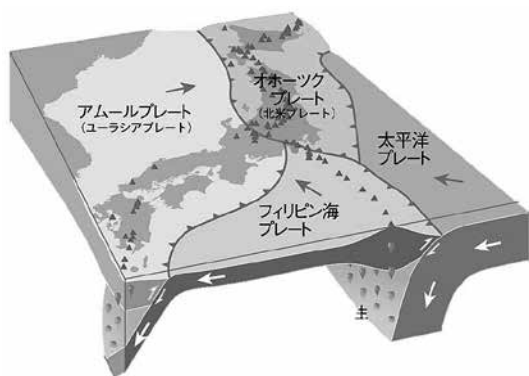 アムールプレート
(ユーラシアプレート)
オホーツク
プレート
(北米プレート)
太平洋
プレート
フィリピン海
プレート
主